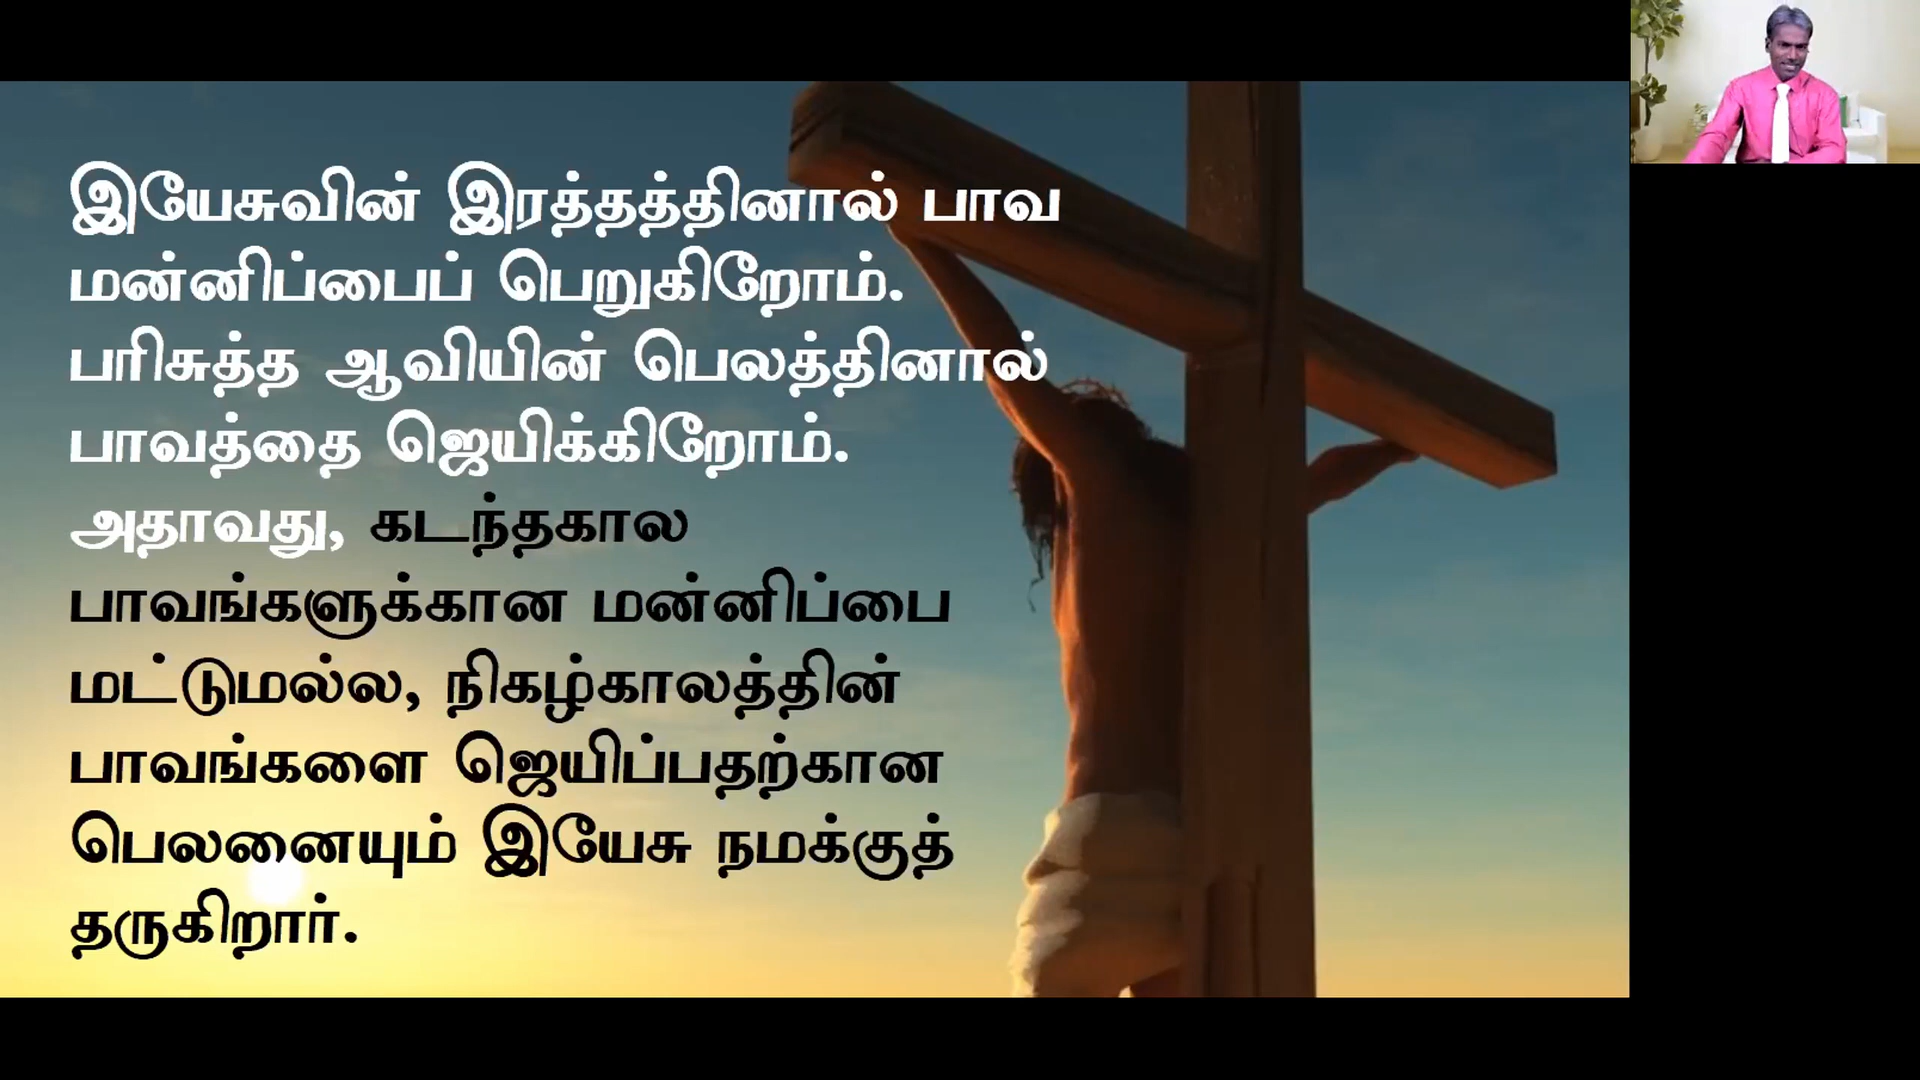 இயேசுவின் இரத்தத்தினால் பாவ
மன்னிப்பைப் பெறுகிறோம்.
பரிசுத்த ஆவியின் பெலத்தினால்
பாவத்தை ஜெயிக்கிறோம்.
அதாவது, கடந்தகால
பாவங்களுக்கான மன்னிப்பை
மட்டுமல்ல, நிகழ்காலத்தின்
பாவங்களை ஜெயிப்பதற்கான
பெலனையும் இயேசு நமக்குத்
தருகிறார்.